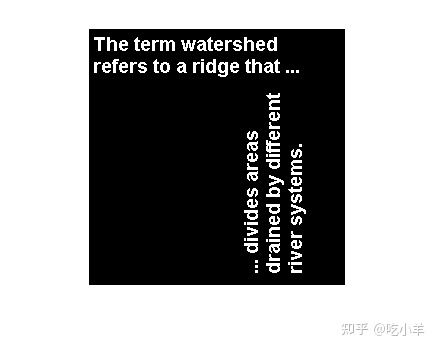 The term watershed
refers to a ridge that ...
... divides areas
drained by different
river systems.
知乎 @吃小羊